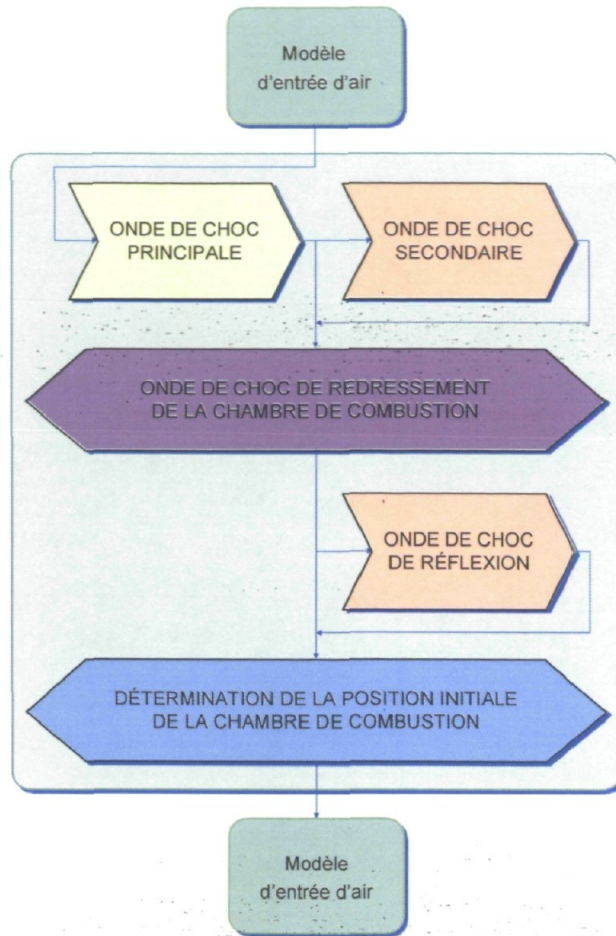 Modèle
d'entrée d'air
ONDE DE CHOC
PRINCIPALE
ONDE DE CHOC
SECONDAIRE
ONDE DE CHOC DE REDRESSEMENT
DE LA CHAMBRE DE COMBUSTION
ONDE DE CHOC
DE RÉFLEXION
DÉTERMINATION DE LA POSITION INITIALE
DE LA CHAMBRE DE COMBUSTION
Modèle
d'entrée d'air